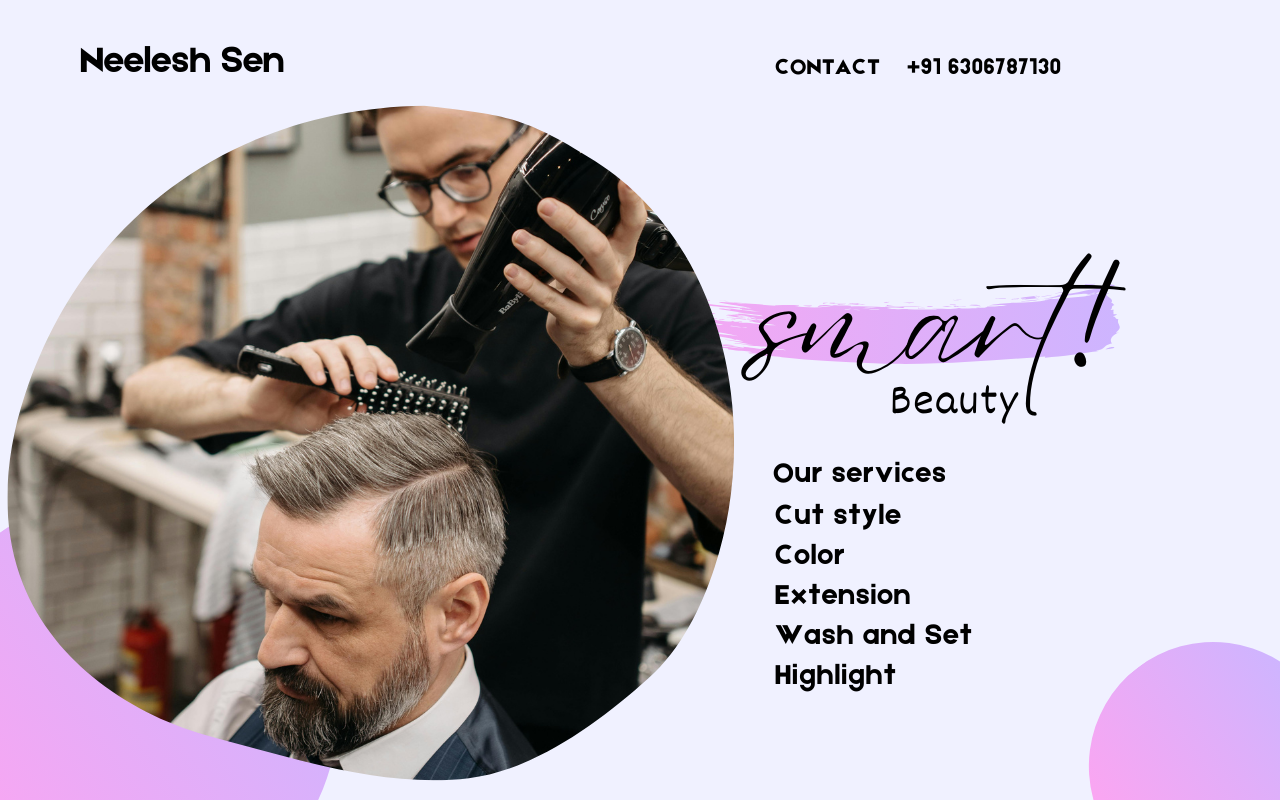 Neelesh Sen
CONTACT +91 6306787130
smart!
Beauty
Our services
Cut style
Color
Extension
Wash and Set
Highlight